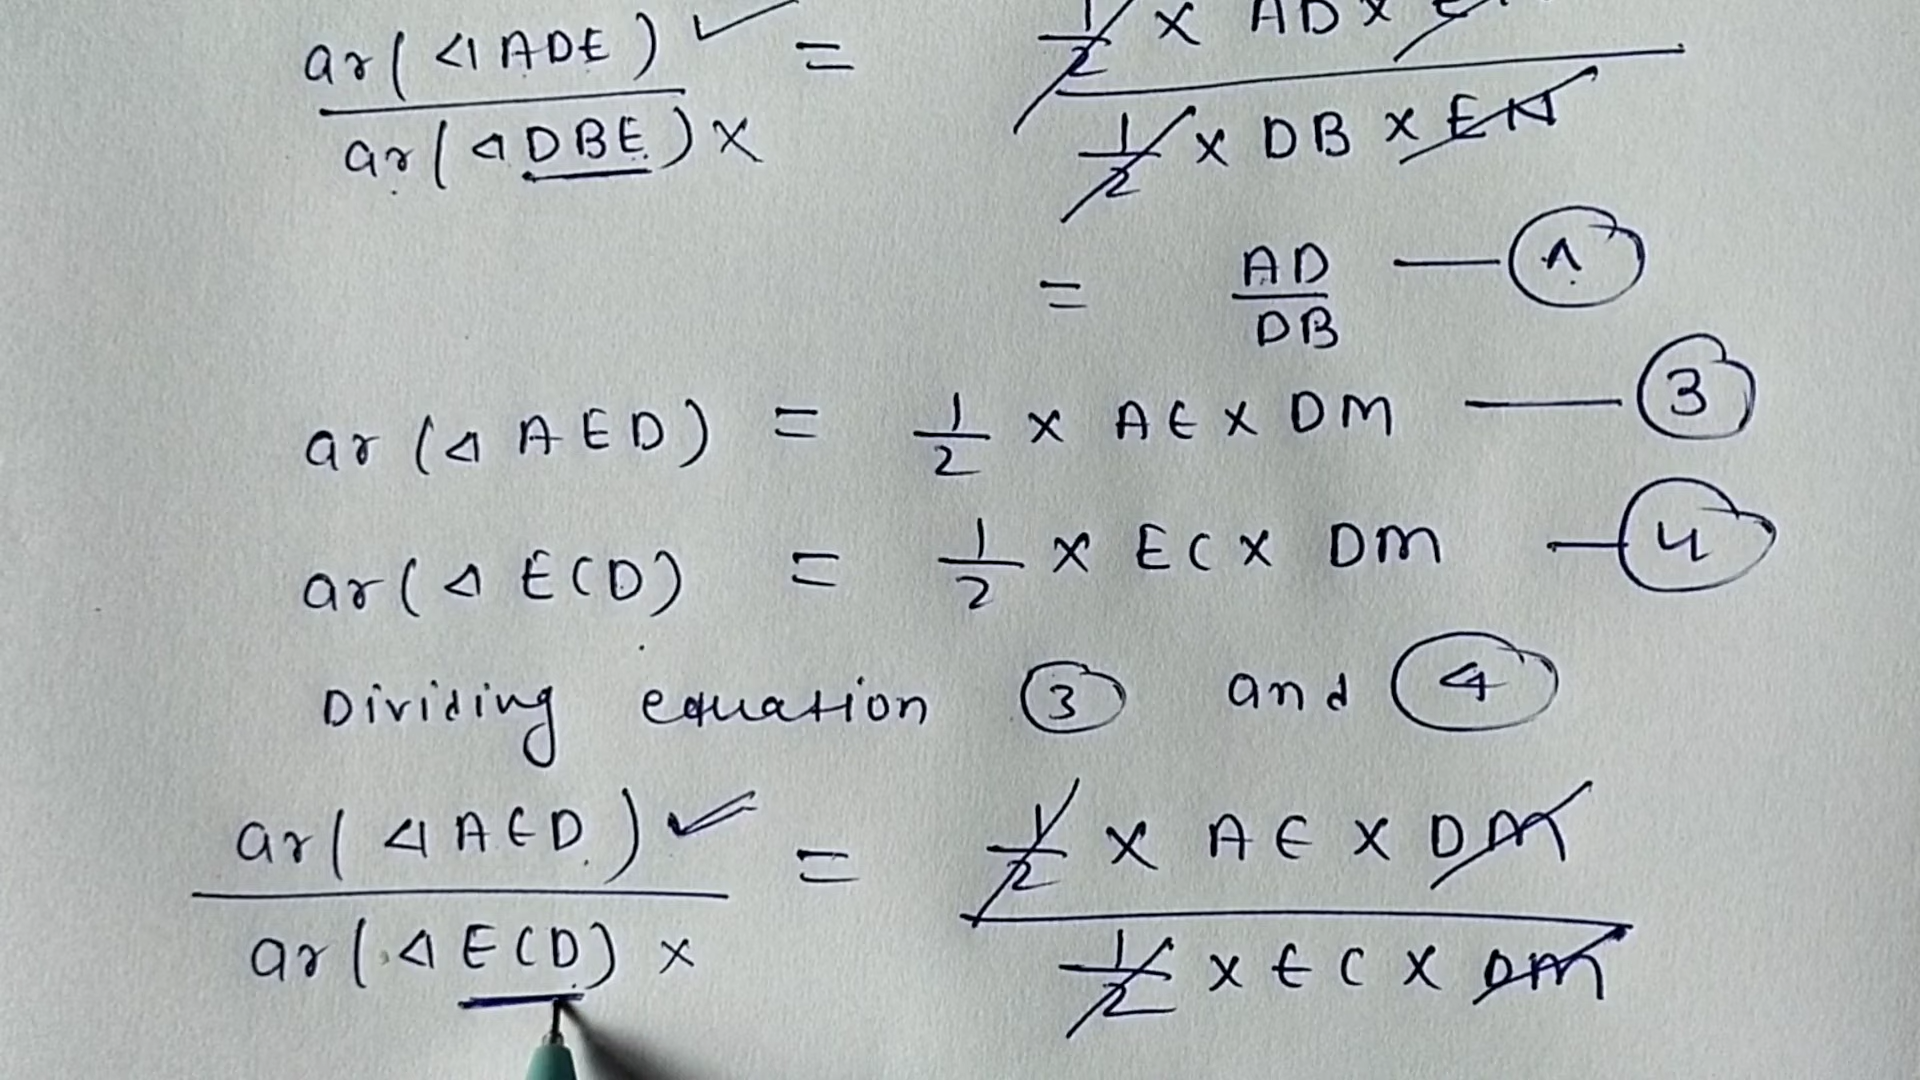 ar(△ADE) ✓ = 1/2 × AD ×
ar(△DBE) × 1/2 × DB × EN
= AD/DB — (1)
ar(△AED) = 1/2 × AE × DM — (3)
ar(△ECD) = 1/2 × EC × DM — (4)
Dividing equation (3) and (4)
ar(△AED) ✓ = 1/2 × AE × DM
ar(△ECD) × 1/2 × EC × DM